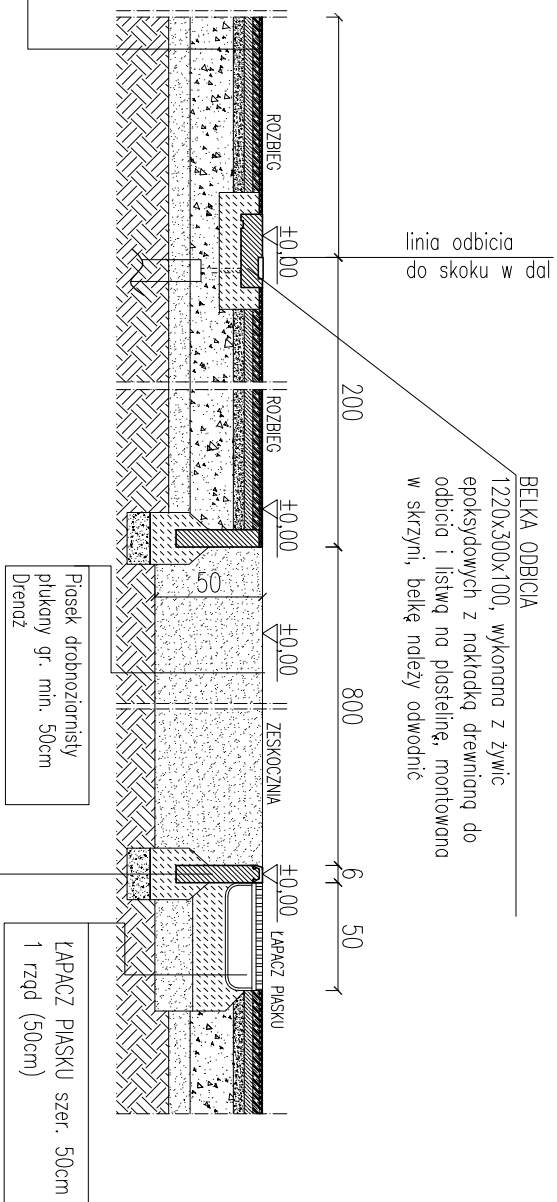 linia odbicia
do skoku w dal
BELKA ODBICIA
1220x300x100, wykonana z żywic
epoksydowych z nakładką drewnianą do
odbicia i listwą na plastelinę, montowana
w skrzyni, belkę należy odwodnić
200
800
6
50
ROZBIEG
±0,00
ROZBIEG
±0,00
±0,00
ZESKOCZNIA
±0,00
ŁAPACZ PIASKU
50
Piasek drobnoziarnisty
płukany gr. min. 50cm
Drenaż
ŁAPACZ PIASKU szer. 50cm
1 rząd (50cm)